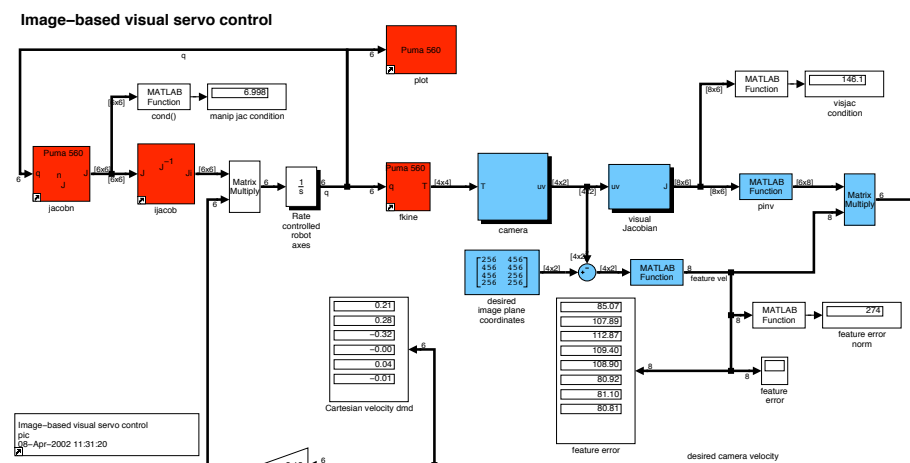 Image–based visual servo control
q
6
Puma 560
plot
[6x6]
MATLAB
Function
cond()
6.998
manip jac condition
[8x6]
MATLAB
Function
146.1
visjac
condition
Puma 560
q
n
J
J
jacobn
6
[6x6]
[6x6]
J
J
–1
Ji
ijacob
[6x6]
Matrix
Multiply
6
6
1
s
6
q
Rate
controlled
robot
axes
6
Puma 560
q
T
fkine
[4x4]
T
uv
camera
[4x2]
[4x2]
uv
J
visual
Jacobian
[8x6]
[8x6]
MATLAB
Function
pinv
[6x8]
8
Matrix
Multiply
6
256 456
456 456
456 256
256 256
desired
image plane
coordinates
[4x2]
[4x2]
[4x2]
MATLAB
Function
8
feature vel
0.21
0.28
–0.32
–0.00
0.04
–0.01
Cartesian velocity dmd
6
85.07
107.89
112.87
109.40
108.90
80.92
81.10
80.81
feature error
8
8
MATLAB
Function
274
feature error
norm
8
feature
error
Image–based visual servo control
pic
08–Apr–2002 11:31:20
6
desired camera velocity